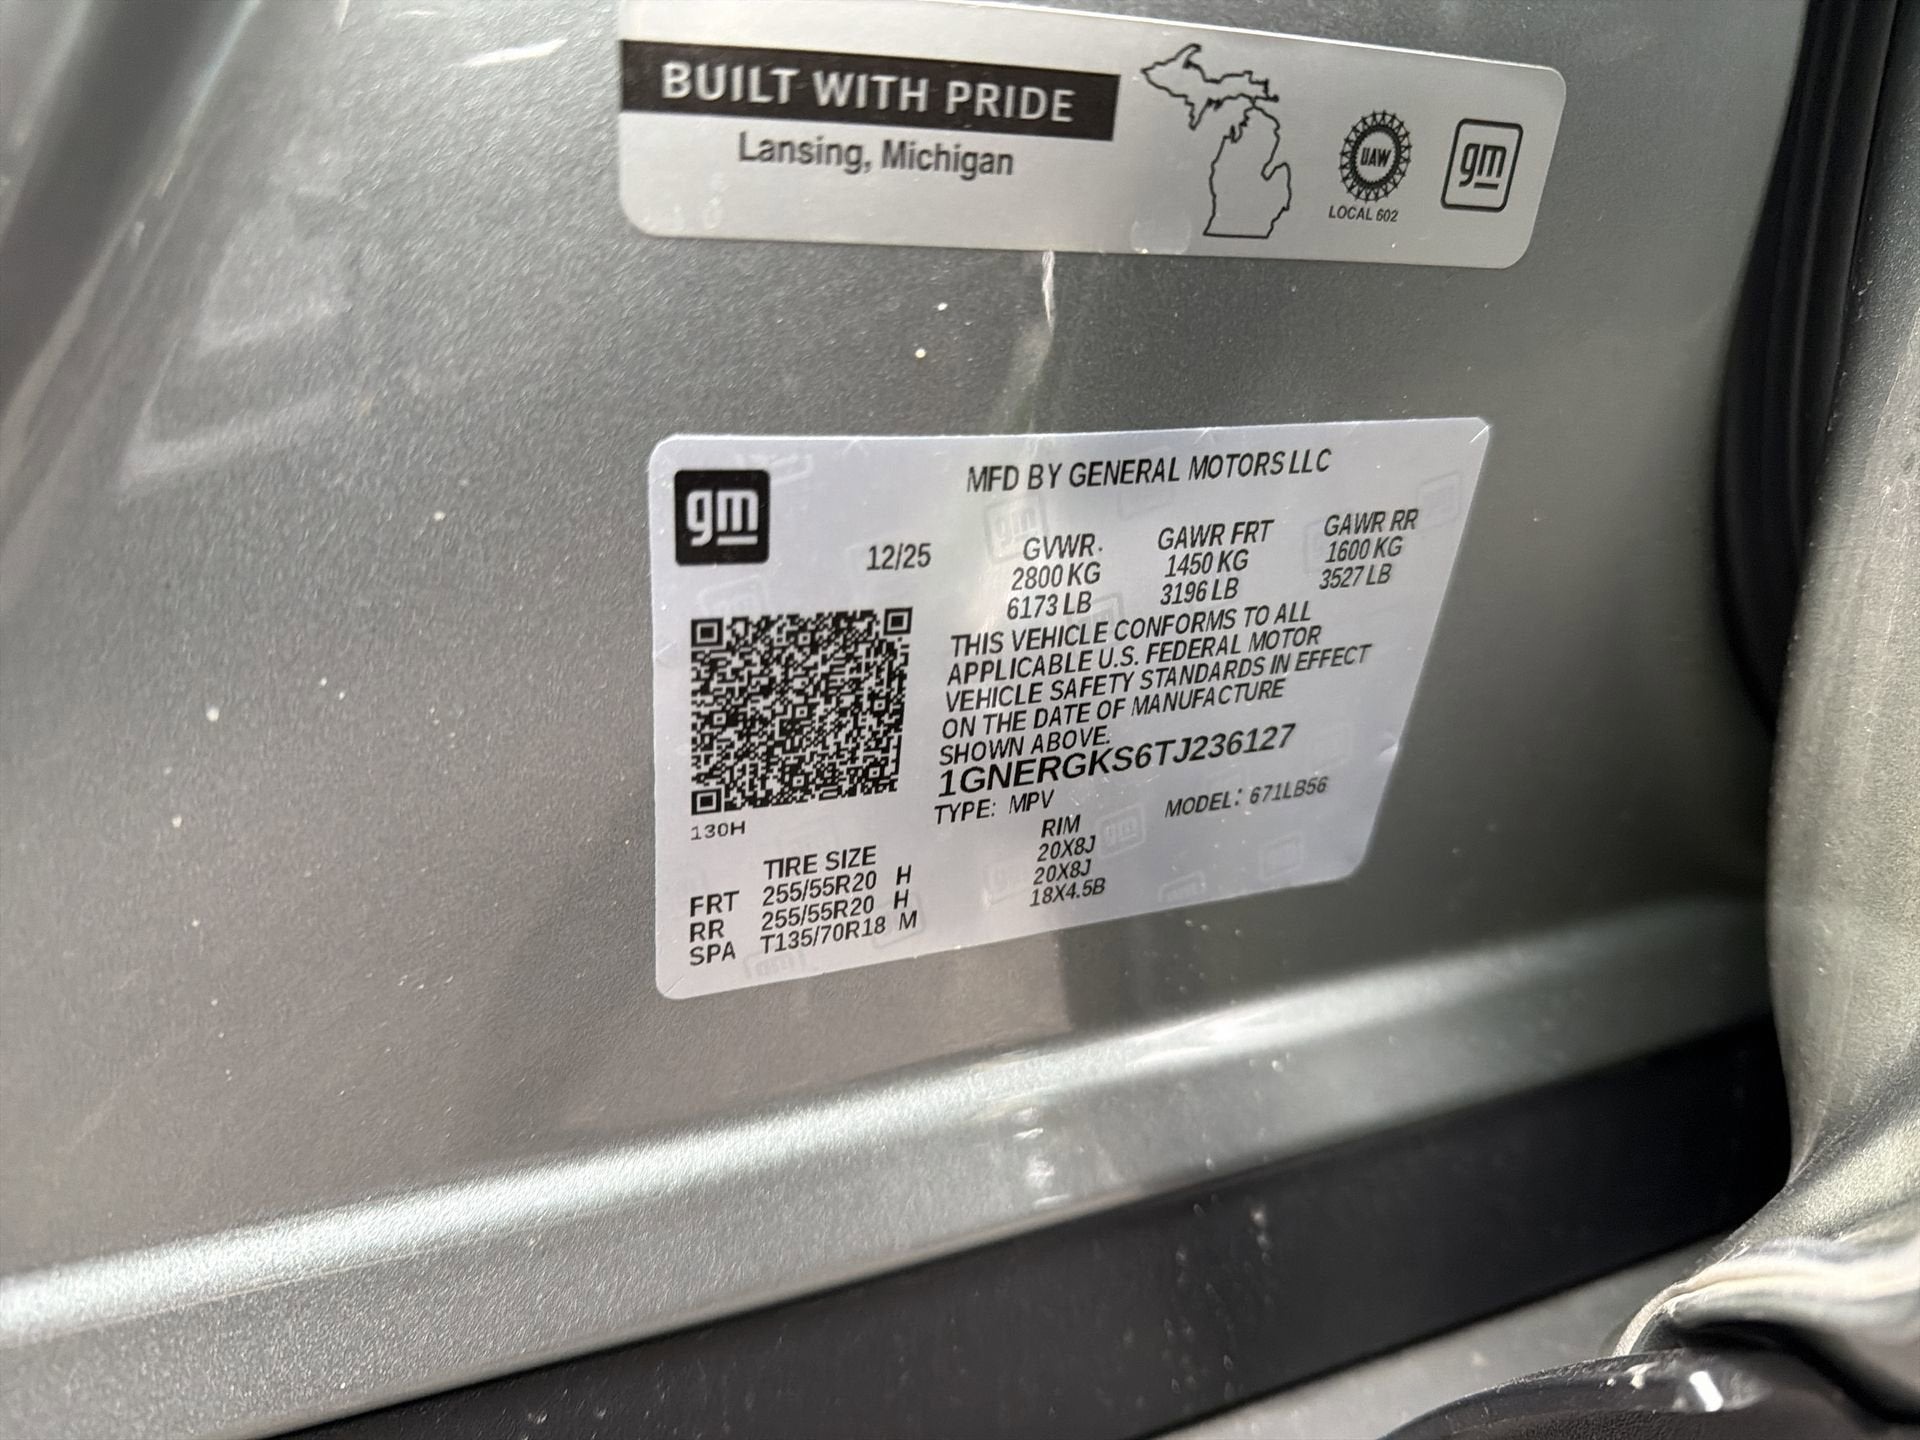 BUILT WITH PRIDE
Lansing, Michigan
UAW
LOCAL 602
gm
gm
MFD BY GENERAL MOTORS LLC
12/25
GVWR GAWR FRT GAWR RR
2800 KG 1450 KG 1600 KG
6173 LB 3196 LB 3527 LB
THIS VEHICLE CONFORMS TO ALL
APPLICABLE U.S. FEDERAL MOTOR
VEHICLE SAFETY STANDARDS IN EFFECT
ON THE DATE OF MANUFACTURE
SHOWN ABOVE.
1GNERGKS6TJ236127
TYPE: MPV MODEL: 671LB56
130H
TIRE SIZE RIM
FRT 255/55R20 H 20X8J
RR 255/55R20 H 20X8J
SPA T135/70R18 M 18X4.5B